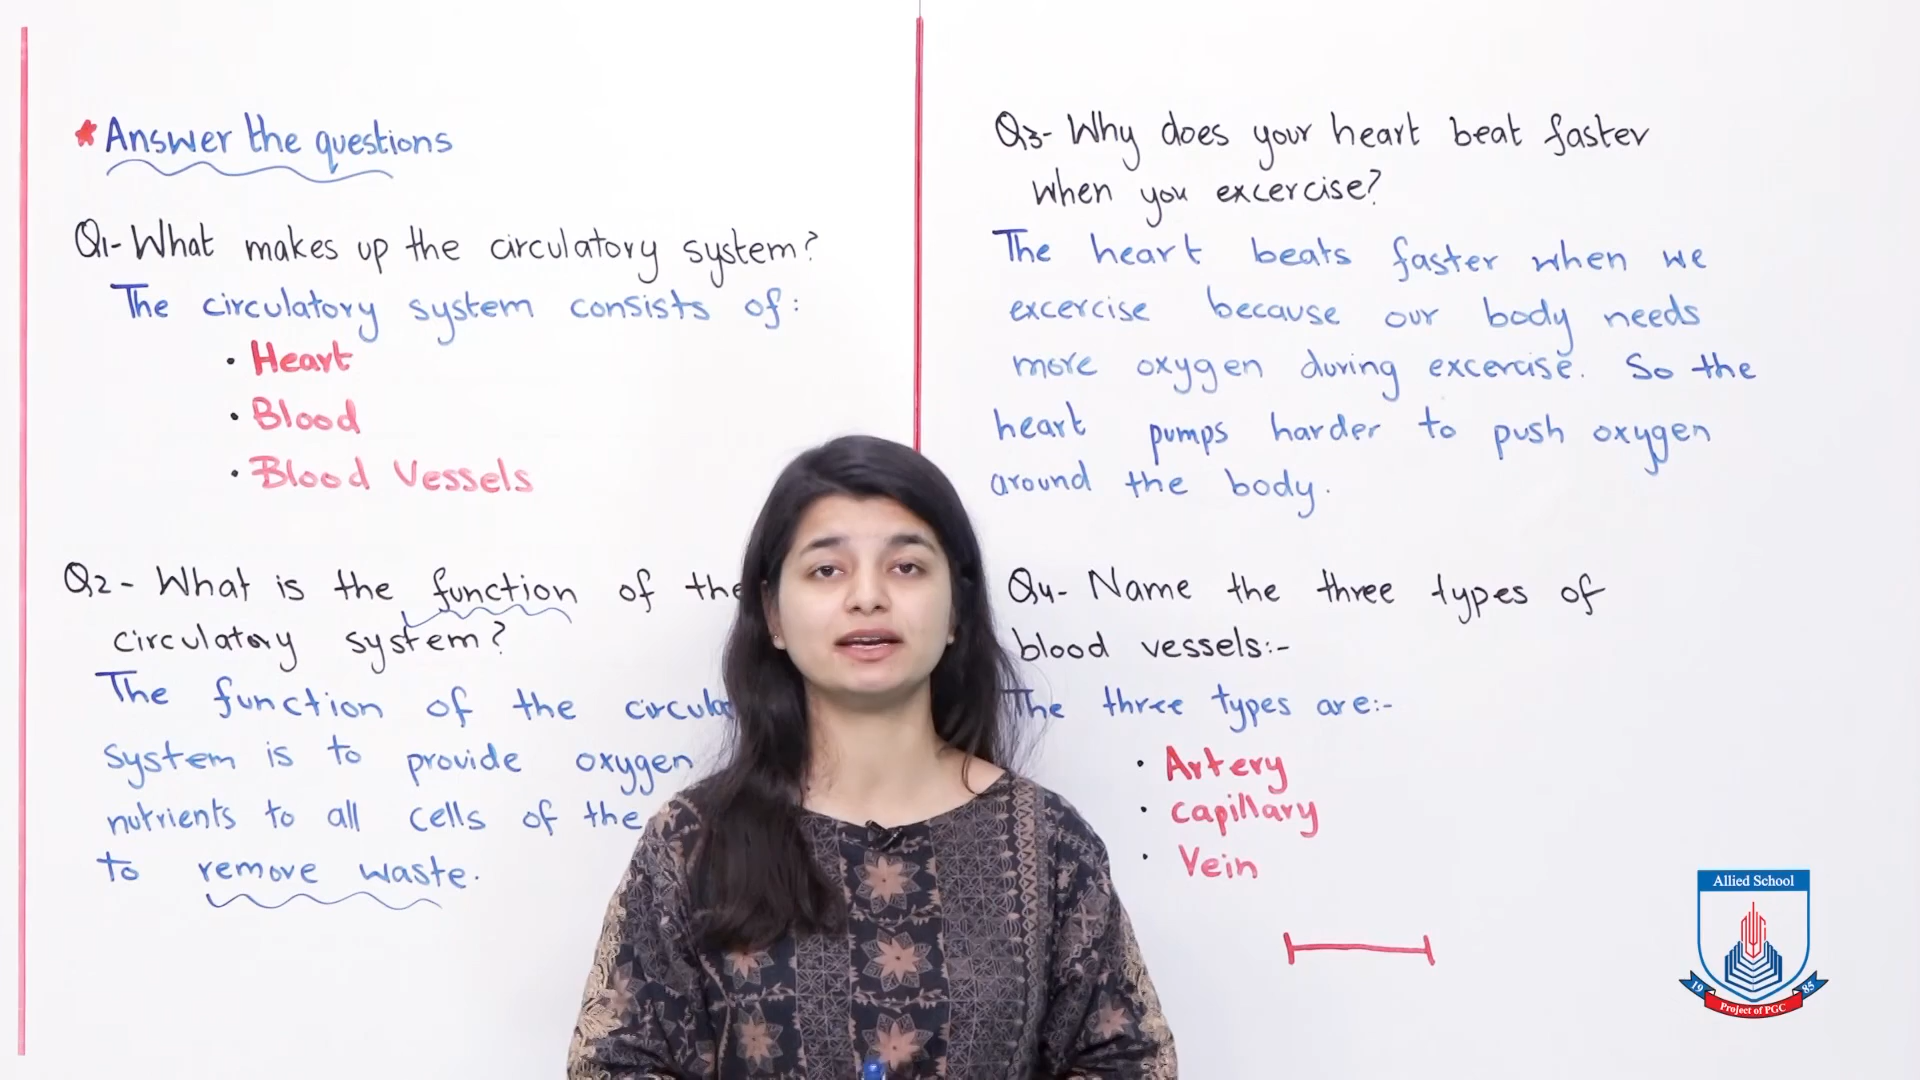 * Answer the questions
Q1- What makes up the circulatory system?
The circulatory system consists of:
• Heart
• Blood
• Blood Vessels
Q2 - What is the function of the
circulatory system?
The function of the
system is to provide oxygen
nutrients to all cells of the
to remove waste.
Q3- Why does your heart beat faster
when you excercise?
The heart beats faster when we
excercise because our body needs
more oxygen during excercise. So the
heart pumps harder to push oxygen
around the body.
Q4- Name the three types of
blood vessels:-
The three types are:-
• Artery
• Capillary
• Vein
Allied School
19 85
Project of PGC